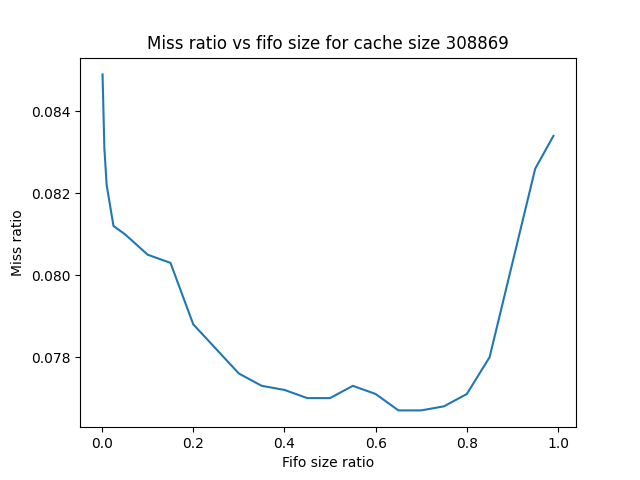 Miss ratio vs fifo size for cache size 308869
0.084
0.082
0.080
0.078
Miss ratio
0.0 0.2 0.4 0.6 0.8 1.0
Fifo size ratio